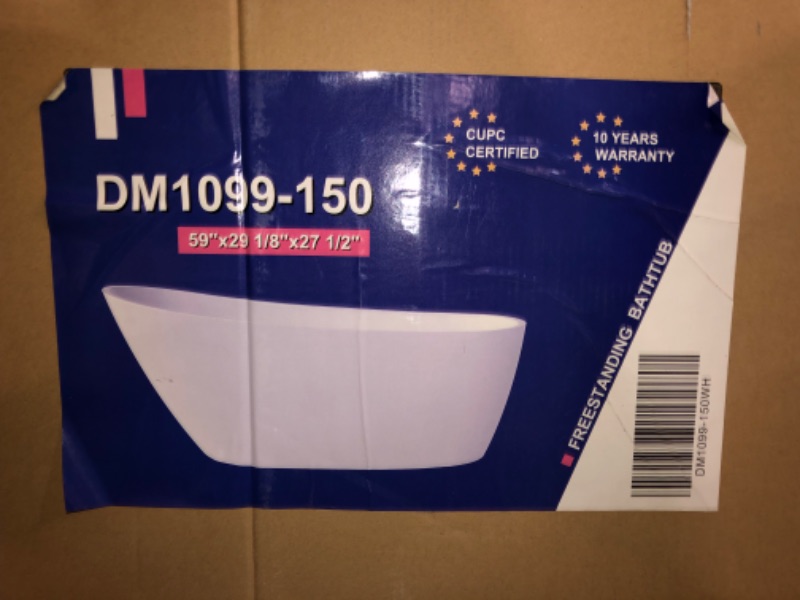 CUPC
CERTIFIED
10 YEARS
WARRANTY
DM1099-150
59"x29 1/8"x27 1/2"
FREESTANDING BATHTUB
DM1099-150WH